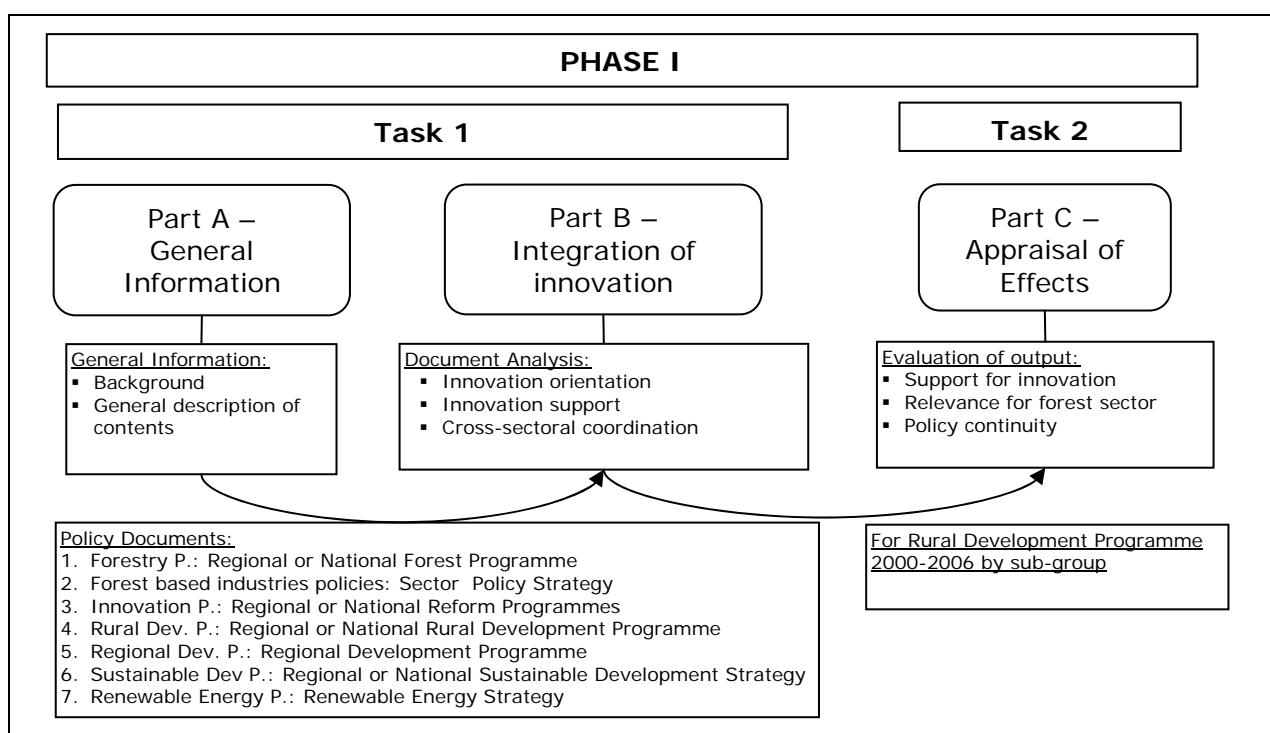 PHASE I
Task 1
Task 2
Part A –
General
Information
Part B –
Integration of
innovation
Part C –
Appraisal of
Effects
General Information:
▪ Background
▪ General description of
contents
Document Analysis:
▪ Innovation orientation
▪ Innovation support
▪ Cross-sectoral coordination
Evaluation of output:
▪ Support for innovation
▪ Relevance for forest sector
▪ Policy continuity
Policy Documents:
1. Forestry P.: Regional or National Forest Programme
2. Forest based industries policies: Sector Policy Strategy
3. Innovation P.: Regional or National Reform Programmes
4. Rural Dev. P.: Regional or National Rural Development Programme
5. Regional Dev. P.: Regional Development Programme
6. Sustainable Dev P.: Regional or National Sustainable Development Strategy
7. Renewable Energy P.: Renewable Energy Strategy
For Rural Development Programme
2000-2006 by sub-group